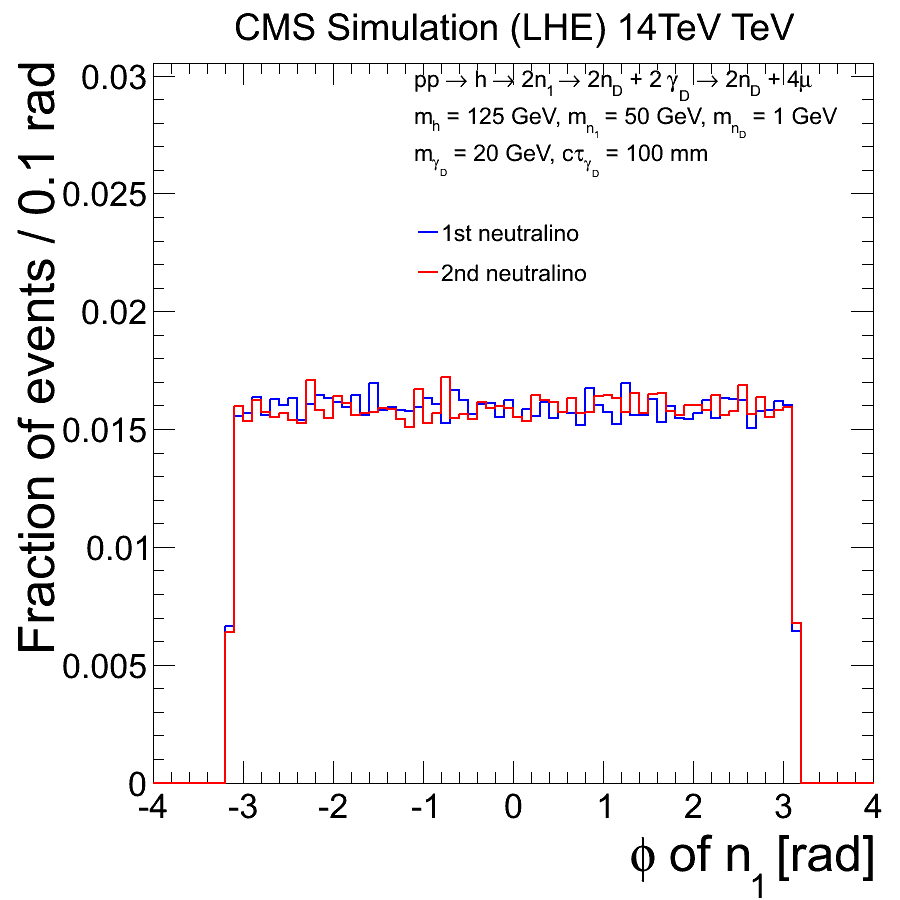 CMS Simulation (LHE) 14TeV TeV
Fraction of events / 0.1 rad
0.03
0.025
0.02
0.015
0.01
0.005
0
pp → h → 2n₁ → 2n_D + 2 γ_D → 2n_D + 4μ
m_h = 125 GeV, m_n₁ = 50 GeV, m_n_D = 1 GeV
m_γ_D = 20 GeV, cτ_γ_D = 100 mm
1st neutralino
2nd neutralino
-4 -3 -2 -1 0 1 2 3 4
ϕ of n₁ [rad]